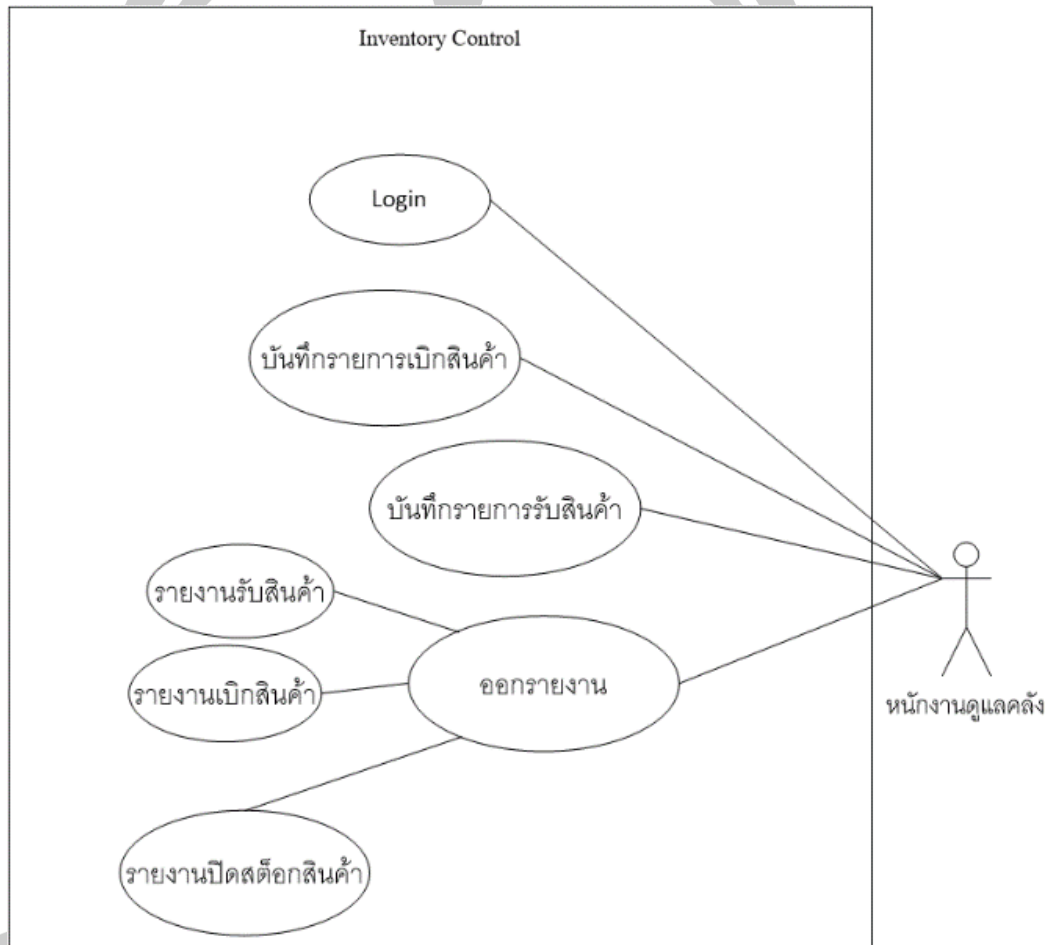 Inventory Control
Login
บันทึกรายการเบิกสินค้า
บันทึกรายการรับสินค้า
รายงานรับสินค้า
รายงานเบิกสินค้า
ออกรายงาน
หนักงานดูแลคลัง
รายงานปิดสต็อกสินค้า